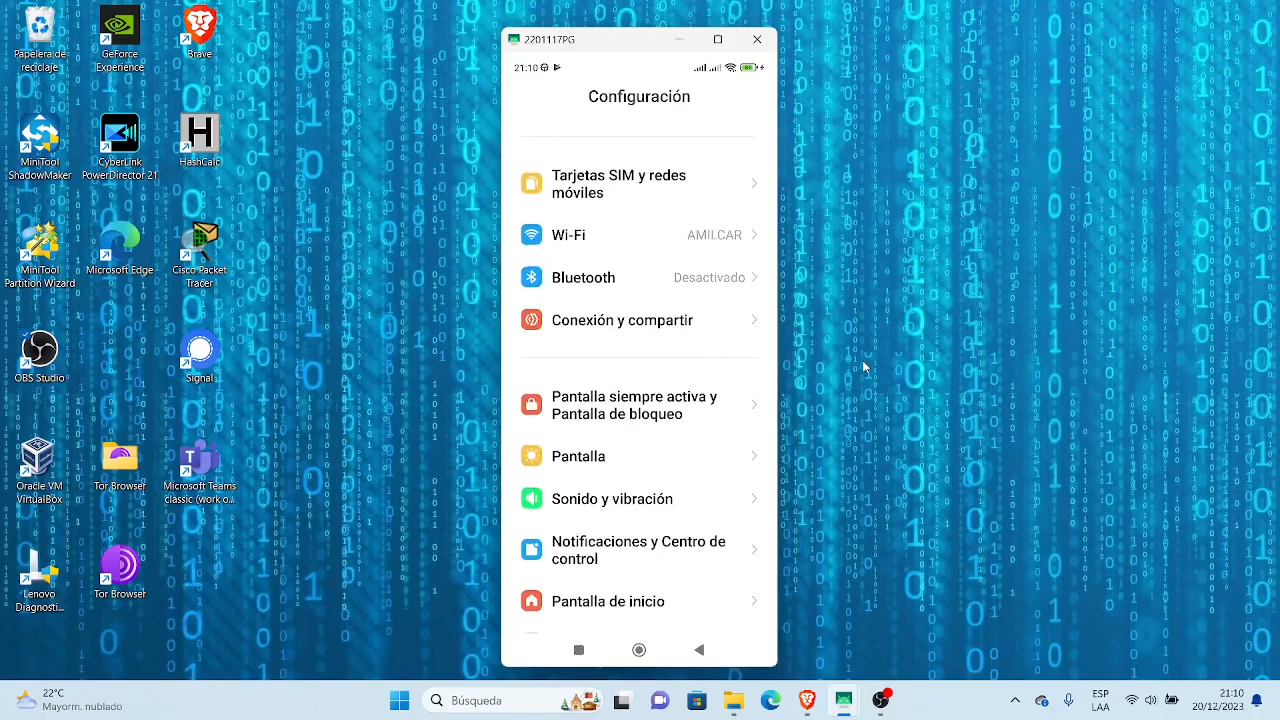 Papelera de
reciclaje
GeForce
Experience
Brave
MiniTool
ShadowMaker
CyberLink
PowerDirector 21
HashCalc
MiniTool
Partition Wizard
Microsoft Edge
Cisco Packet
Tracer
OBS Studio
Signal
Oracle VM
VirtualBox
Tor Browser
Microsoft Teams
classic (work o...
Lenovo
Diagnosti...
Tor Browser
2201117PG
21:10
86
Configuración
Tarjetas SIM y redes
móviles
Wi-Fi AMILCAR
Bluetooth Desactivado
Conexión y compartir
Pantalla siempre activa y
Pantalla de bloqueo
Pantalla
Sonido y vibración
Notificaciones y Centro de
control
Pantalla de inicio
22°C
Mayorm. nubado
Búsqueda
ESP
LAA
21:10
20/12/2023